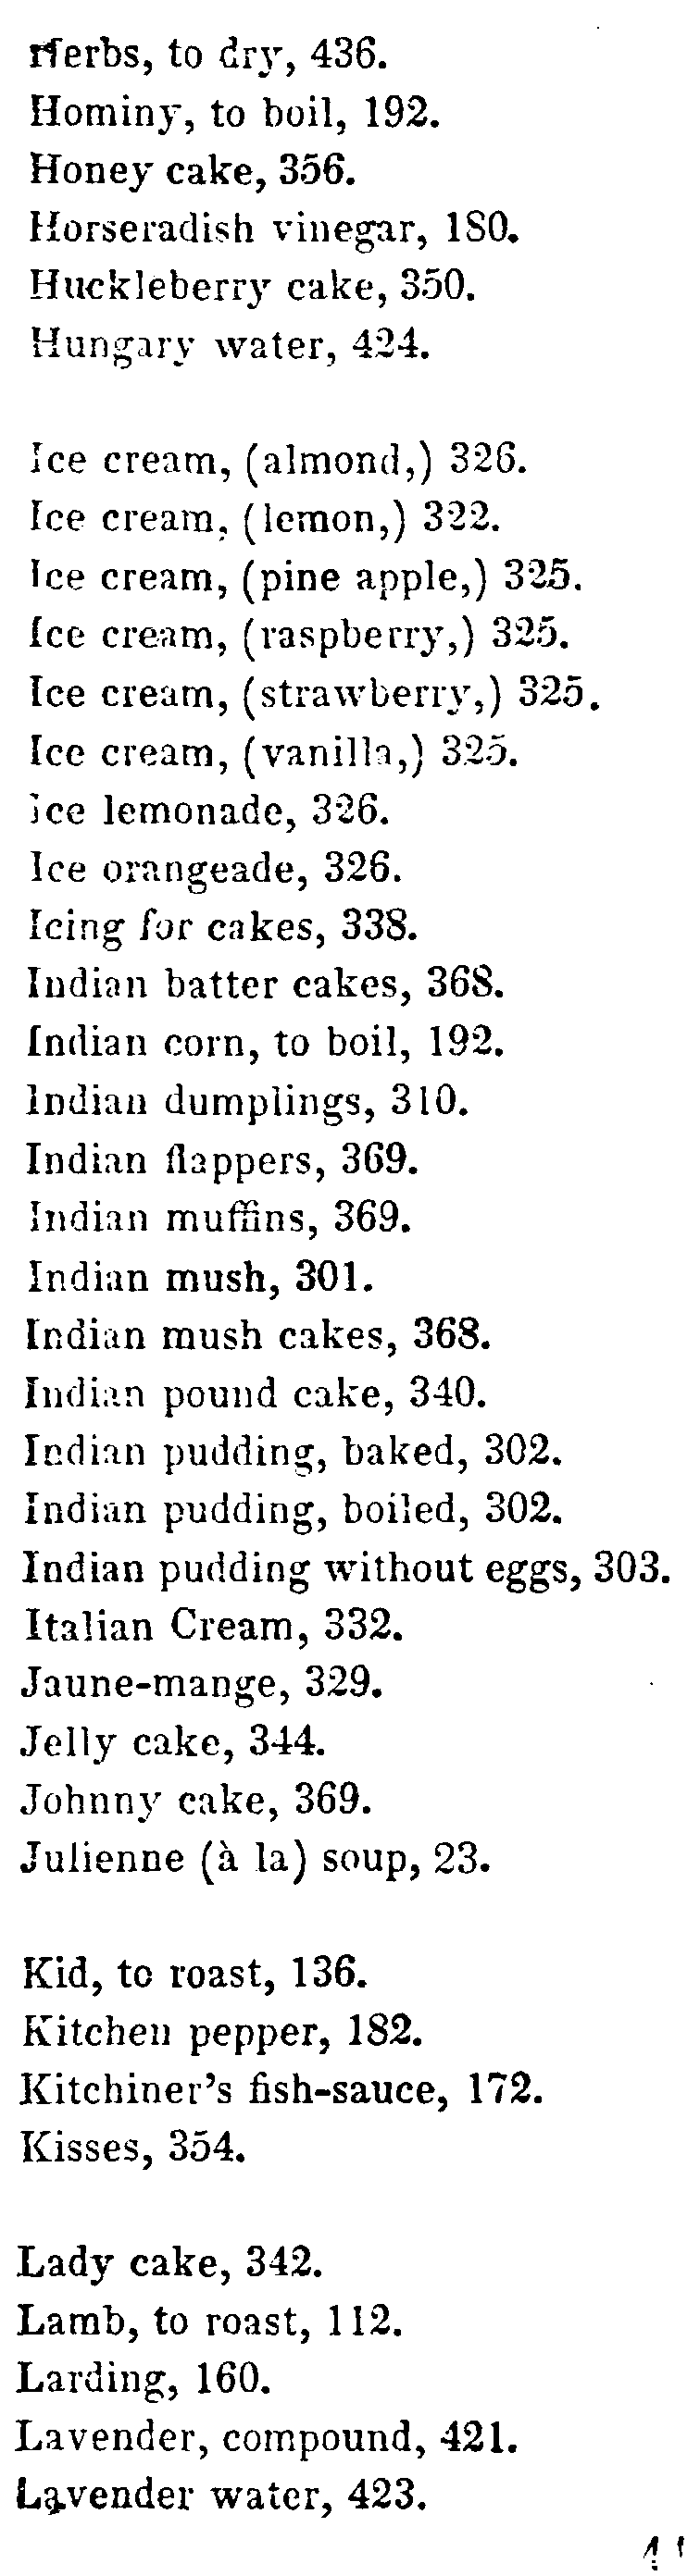 Herbs, to dry, 436.
Hominy, to boil, 192.
Honey cake, 356.
Horseradish vinegar, 180.
Huckleberry cake, 350.
Hungary water, 424.
Ice cream, (almond,) 326.
Ice cream, (lemon,) 322.
Ice cream, (pine apple,) 325.
Ice cream, (raspberry,) 325.
Ice cream, (strawberry,) 325.
Ice cream, (vanilla,) 325.
Ice lemonade, 326.
Ice orangeade, 326.
Icing for cakes, 338.
Indian batter cakes, 368.
Indian corn, to boil, 192.
Indian dumplings, 310.
Indian flappers, 369.
Indian muffins, 369.
Indian mush, 301.
Indian mush cakes, 368.
Indian pound cake, 340.
Indian pudding, baked, 302.
Indian pudding, boiled, 302.
Indian pudding without eggs, 303.
Italian Cream, 332.
Jaune-mange, 329.
Jelly cake, 344.
Johnny cake, 369.
Julienne (à la) soup, 23.
Kid, to roast, 136.
Kitchen pepper, 182.
Kitchiner's fish-sauce, 172.
Kisses, 354.
Lady cake, 342.
Lamb, to roast, 112.
Larding, 160.
Lavender, compound, 421.
Lavender water, 423.